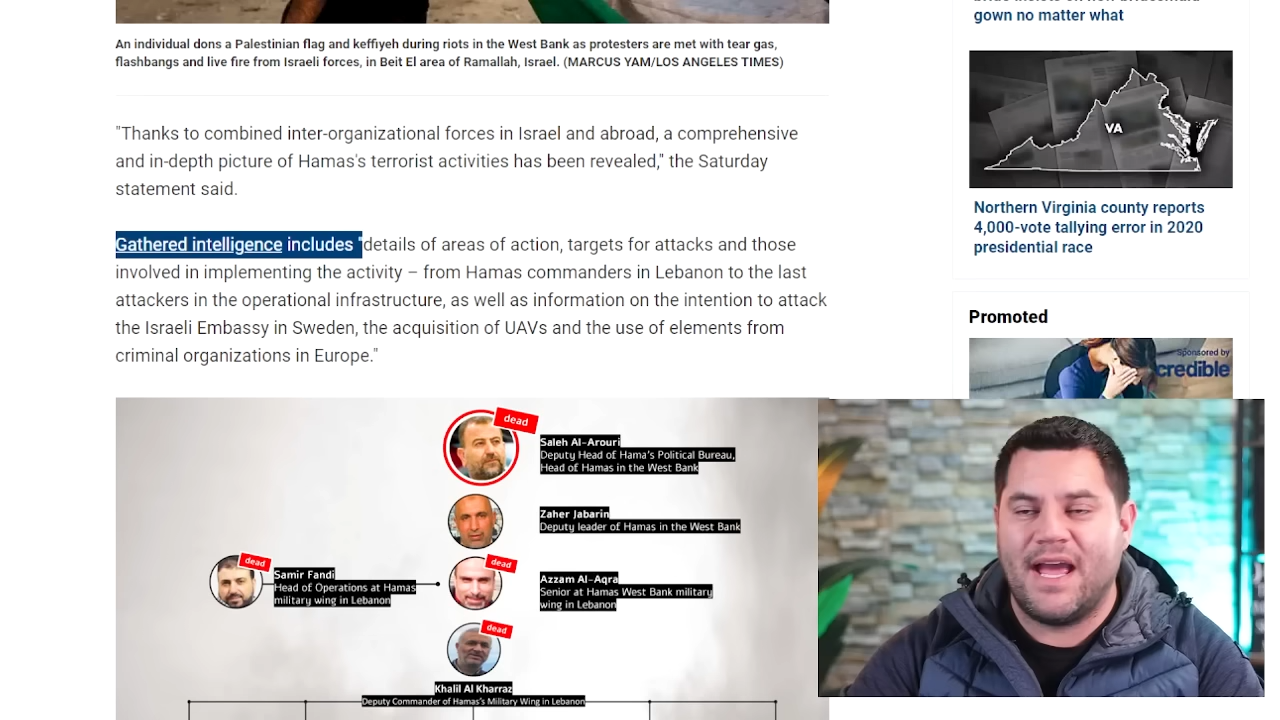 An individual dons a Palestinian flag and keffiyeh during riots in the West Bank as protesters are met with tear gas,
flashbangs and live fire from Israeli forces, in Beit El area of Ramallah, Israel. (MARCUS YAM/LOS ANGELES TIMES)
"Thanks to combined inter-organizational forces in Israel and abroad, a comprehensive
and in-depth picture of Hamas's terrorist activities has been revealed," the Saturday
statement said.
Gathered intelligence includes "details of areas of action, targets for attacks and those
involved in implementing the activity – from Hamas commanders in Lebanon to the last
attackers in the operational infrastructure, as well as information on the intention to attack
the Israeli Embassy in Sweden, the acquisition of UAVs and the use of elements from
criminal organizations in Europe."
dead
Saleh Al-Arouri
Deputy Head of Hama's Political Bureau,
Head of Hamas in the West Bank
Zaher Jabarin
Deputy leader of Hamas in the West Bank
dead
Samir Fandi
Head of Operations at Hamas
military wing in Lebanon
dead
Azzam Al-Aqra
Senior at Hamas West Bank military
wing in Lebanon
dead
Khalil Al Kharraz
Deputy Commander of Hamas's Military Wing in Lebanon
gown no matter what
VA
Northern Virginia county reports
4,000-vote tallying error in 2020
presidential race
Promoted
Sponsored by
credible